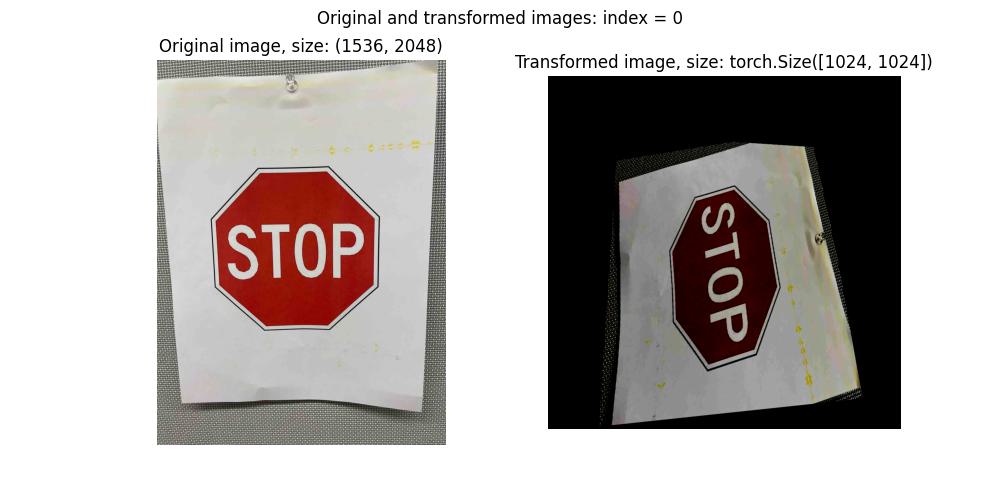 Original and transformed images: index = 0
Original image, size: (1536, 2048)
STOP
Transformed image, size: torch.Size([1024, 1024])
STOP